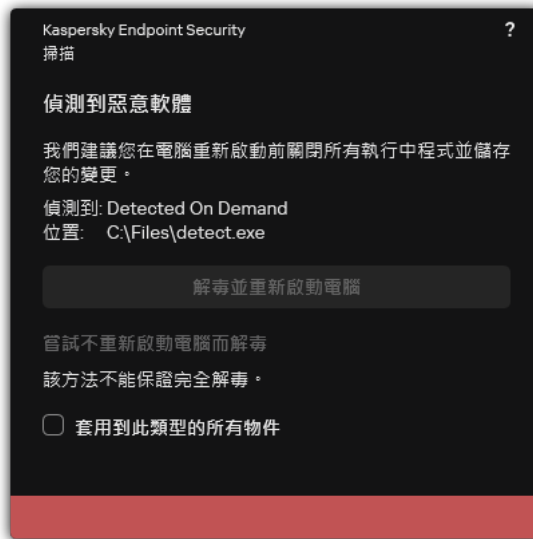 Kaspersky Endpoint Security
?
掃描
偵測到惡意軟體
我們建議您在電腦重新啟動前關閉所有執行中程式並儲存
您的變更。
偵測到: Detected On Demand
位置: C:\Files\detect.exe
解毒並重新啟動電腦
嘗試不重新啟動電腦而解毒
該方法不能保證完全解毒。
套用到此類型的所有物件